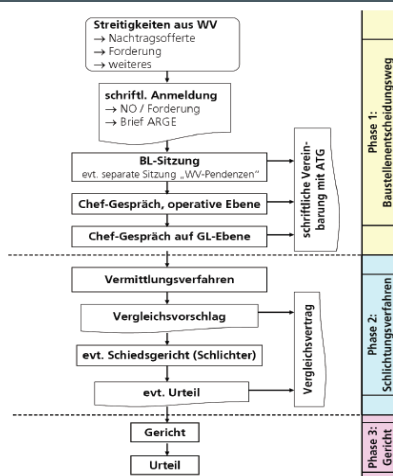 Streitigkeiten aus WV
→ Nachtragsofferte
→ Forderung
→ weiteres
schriftl. Anmeldung
→ NO / Forderung
→ Brief ARGE
BL-Sitzung
evt. separate Sitzung „WV-Pendenzen“
Chef-Gespräch, operative Ebene
Chef-Gespräch auf GL-Ebene
schriftliche Verein-
barung mit ATG
Phase 1:
Baustellenentscheidungsweg
Vermittlungsverfahren
Vergleichsvorschlag
evt. Schiedsgericht (Schlichter)
evt. Urteil
Vergleichsvertrag
Phase 2:
Schlichtungsverfahren
Gericht
Urteil
Phase 3:
Gericht